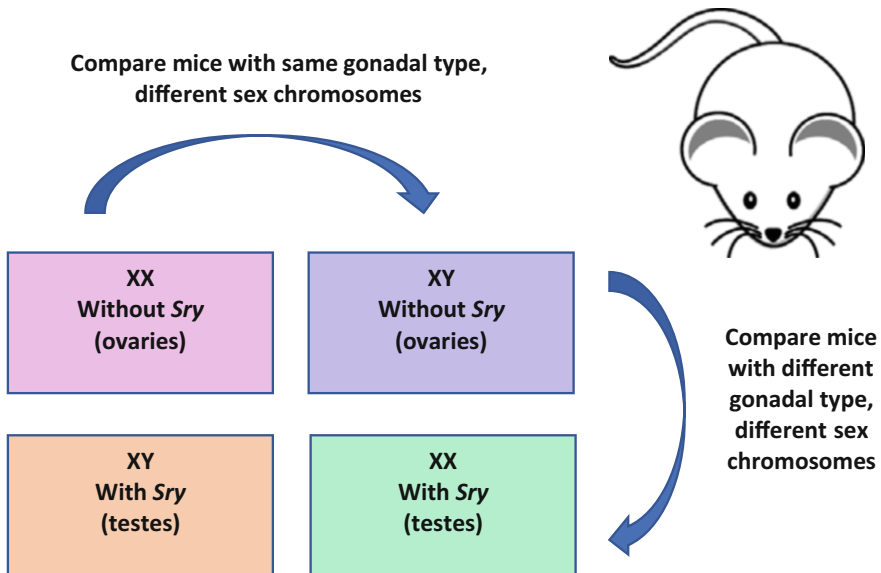 Compare mice with same gonadal type,
different sex chromosomes
XX
Without Sry
(ovaries)
XY
Without Sry
(ovaries)
Compare mice
with different
gonadal type,
different sex
chromosomes
XY
With Sry
(testes)
XX
With Sry
(testes)